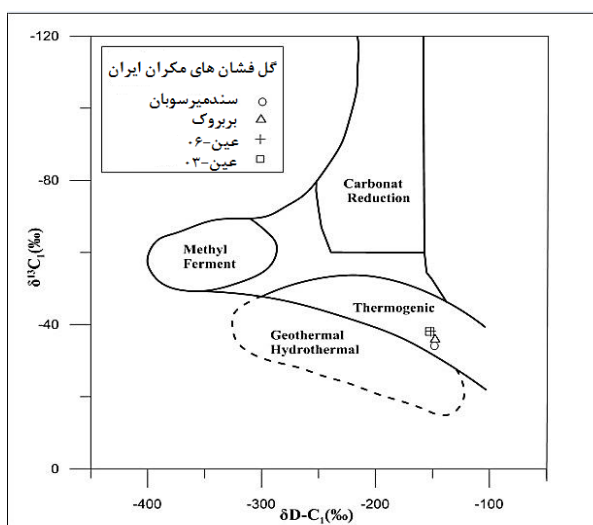 -120
-80
-40
0
δ¹³C₁(‰)
گل فشان های مکران ایران
سندمیرسوبان
بربروک
عین-۰۶
عین-۰۳
Carbonat
Reduction
Methyl
Ferment
Thermogenic
Geothermal
Hydrothermal
-400 -300 -200 -100
δD-C₁(‰)